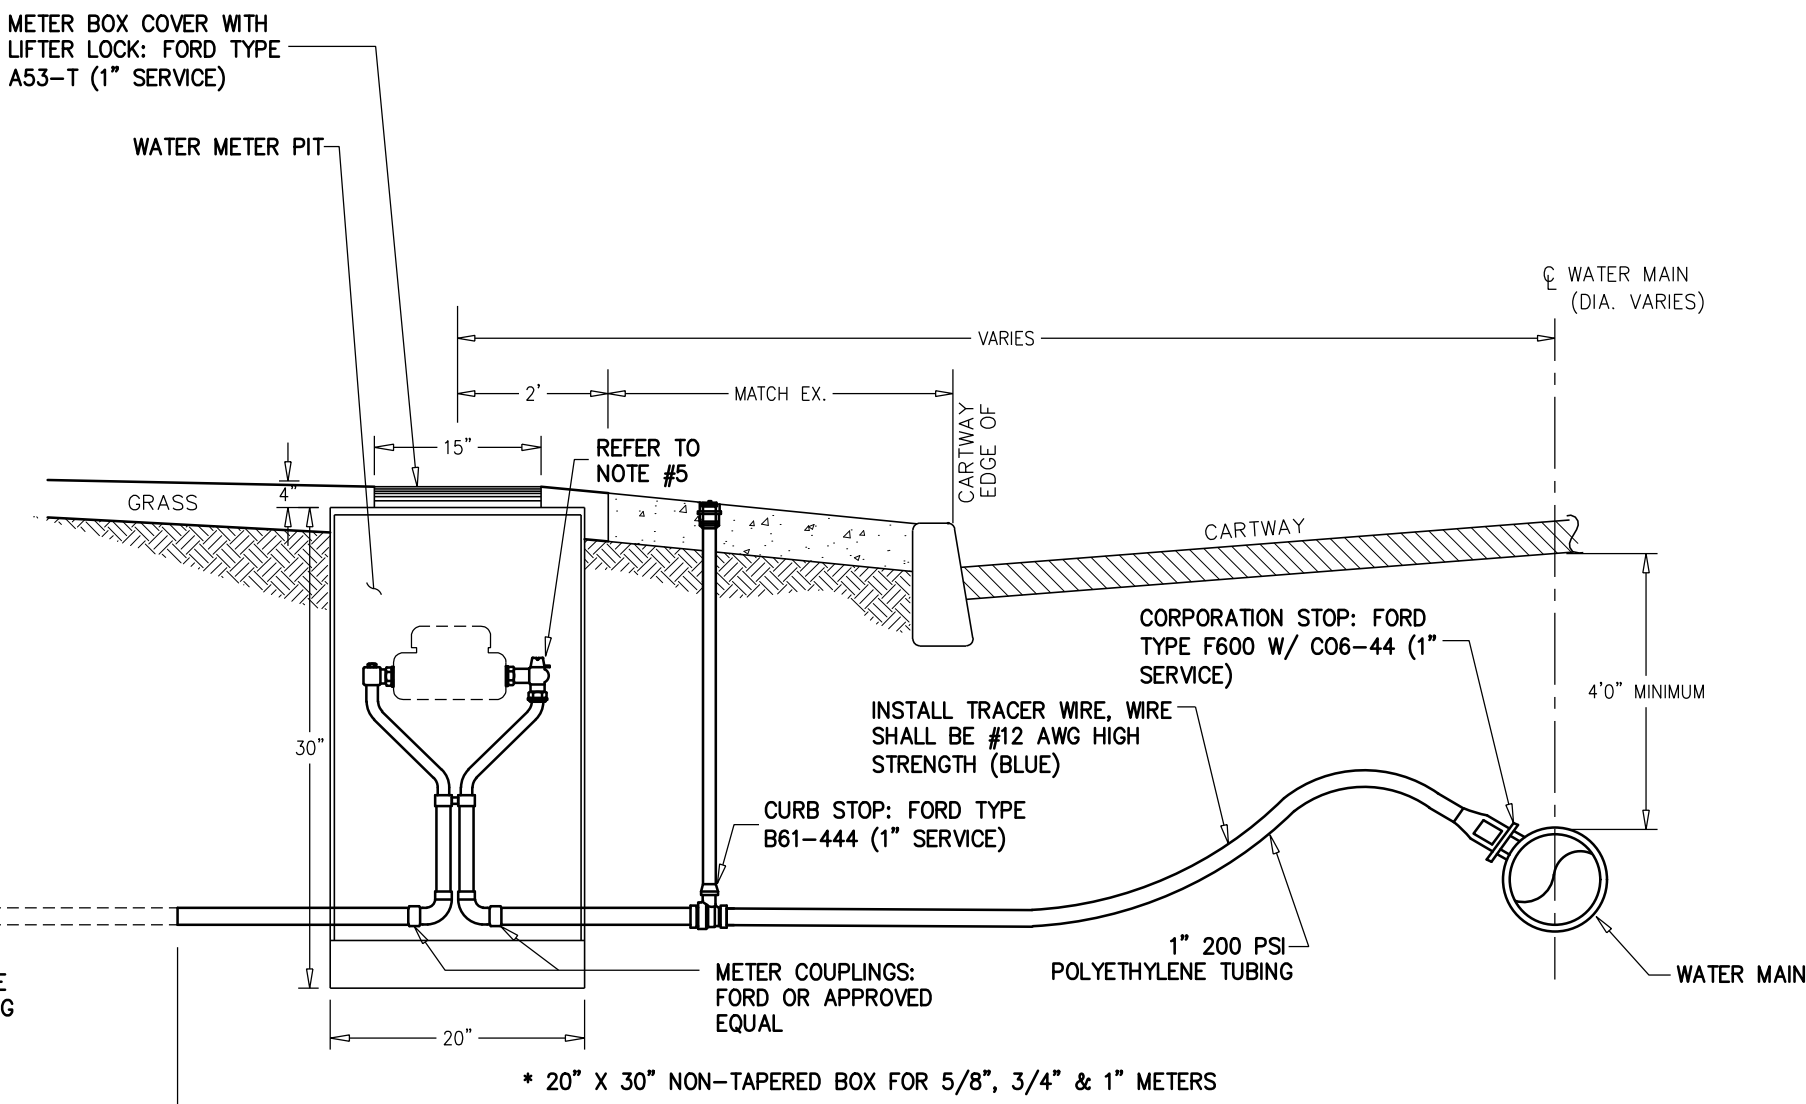 METER BOX COVER WITH
LIFTER LOCK: FORD TYPE
A53-T (1" SERVICE)
WATER METER PIT
℄ WATER MAIN
(DIA. VARIES)
VARIES
2'
MATCH EX.
CARTWAY
EDGE OF
15"
REFER TO
NOTE #5
4"
GRASS
CARTWAY
CORPORATION STOP: FORD
TYPE F600 W/ C06-44 (1"
SERVICE)
4'0" MINIMUM
INSTALL TRACER WIRE, WIRE
SHALL BE #12 AWG HIGH
STRENGTH (BLUE)
30"
CURB STOP: FORD TYPE
B61-444 (1" SERVICE)
1" 200 PSI
POLYETHYLENE TUBING
WATER MAIN
METER COUPLINGS:
FORD OR APPROVED
EQUAL
E
G
20"
* 20" X 30" NON-TAPERED BOX FOR 5/8", 3/4" & 1" METERS